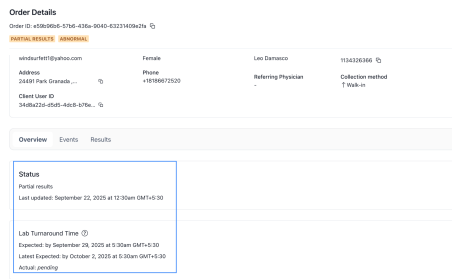 Order Details
Order ID: e59b96b6-57b6-436a-9040-63231409e2fa
PARTIAL RESULTS ABNORMAL
windsurfett1@yahoo.com Female Leo Damasco 1134326366
Address Phone Referring Physician Collection method
24491 Park Granada ,... +18186672520 - Walk-in
Client User ID
34d8a22d-d5d5-4dc8-b76e...
Overview Events Results
Status
Partial results
Last updated: September 22, 2025 at 12:30am GMT+5:30
Lab Turnaround Time
Expected: by September 29, 2025 at 5:30am GMT+5:30
Latest Expected: by October 2, 2025 at 5:30am GMT+5:30
Actual: pending